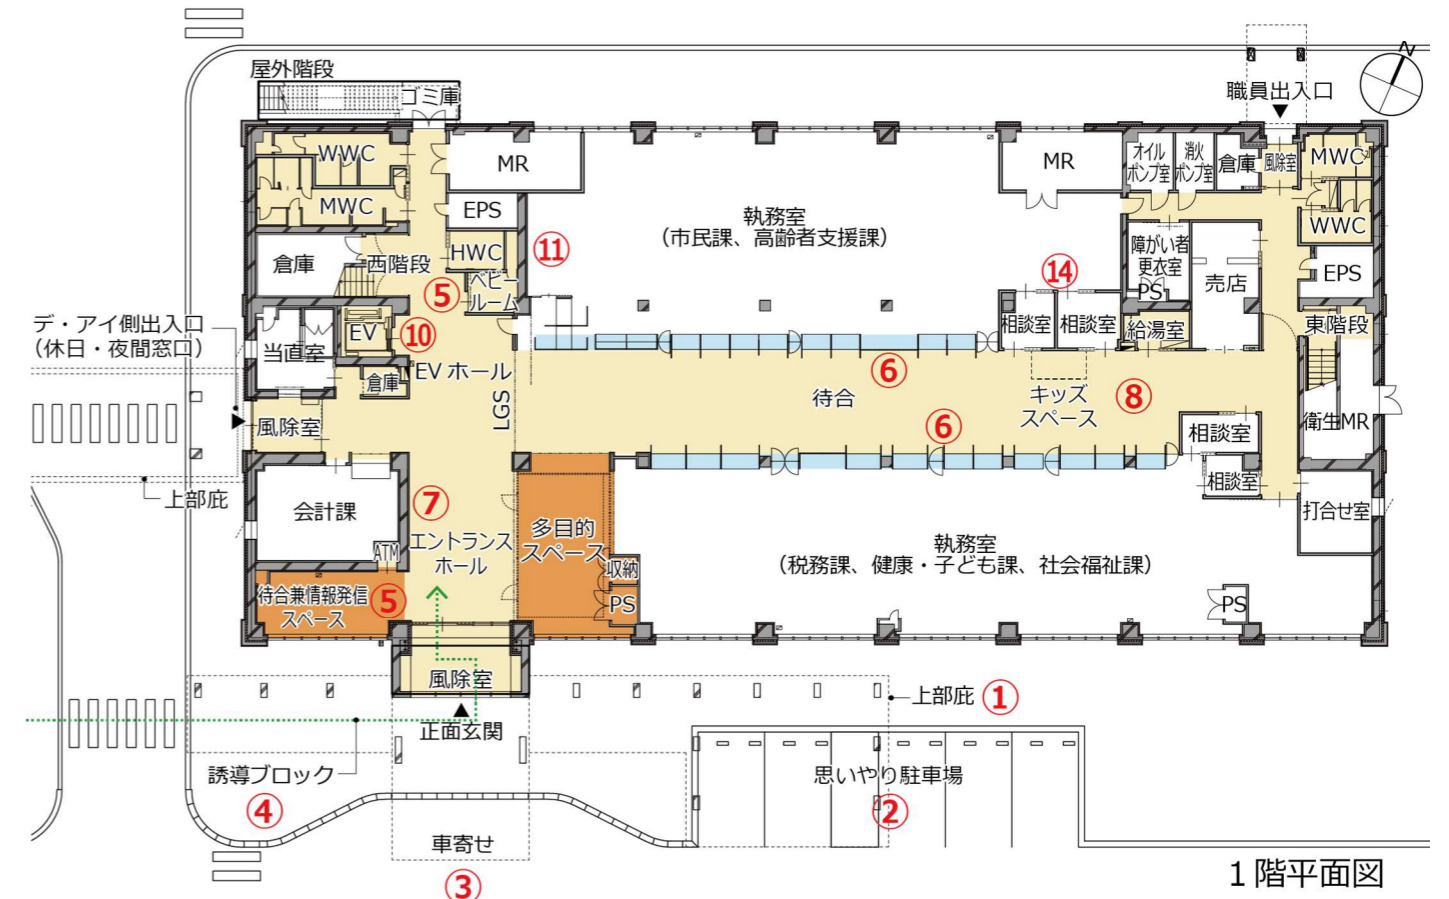 N
屋外階段
ゴミ庫
職員出入口
WWC
MR
MR
オイル
ポンプ室
消火
ポンプ室
倉庫
風除室
MWC
MWC
EPS
執務室
(市民課、高齢者支援課)
WWC
倉庫
西階段
HWC
⑪
障がい者
更衣室
PS
売店
EPS
⑤
ベビー
ルーム
⑭
デ・アイ側出入口
(休日・夜間窓口)
当直室
EV
⑩
相談室
相談室
給湯室
東階段
倉庫
EVホール
LGS
⑥
待合
キッズ
スペース
⑧
風除室
⑥
相談室
衛生MR
上部庇
会計課
⑦
相談室
打合せ室
ATM
エントランス
ホール
多目的
スペース
収納
執務室
(税務課、健康・子ども課、社会福祉課)
待合兼情報発信
スペース
⑤
PS
PS
風除室
上部庇
①
正面玄関
誘導ブロック
思いやり駐車場
④
②
車寄せ
③
1階平面図